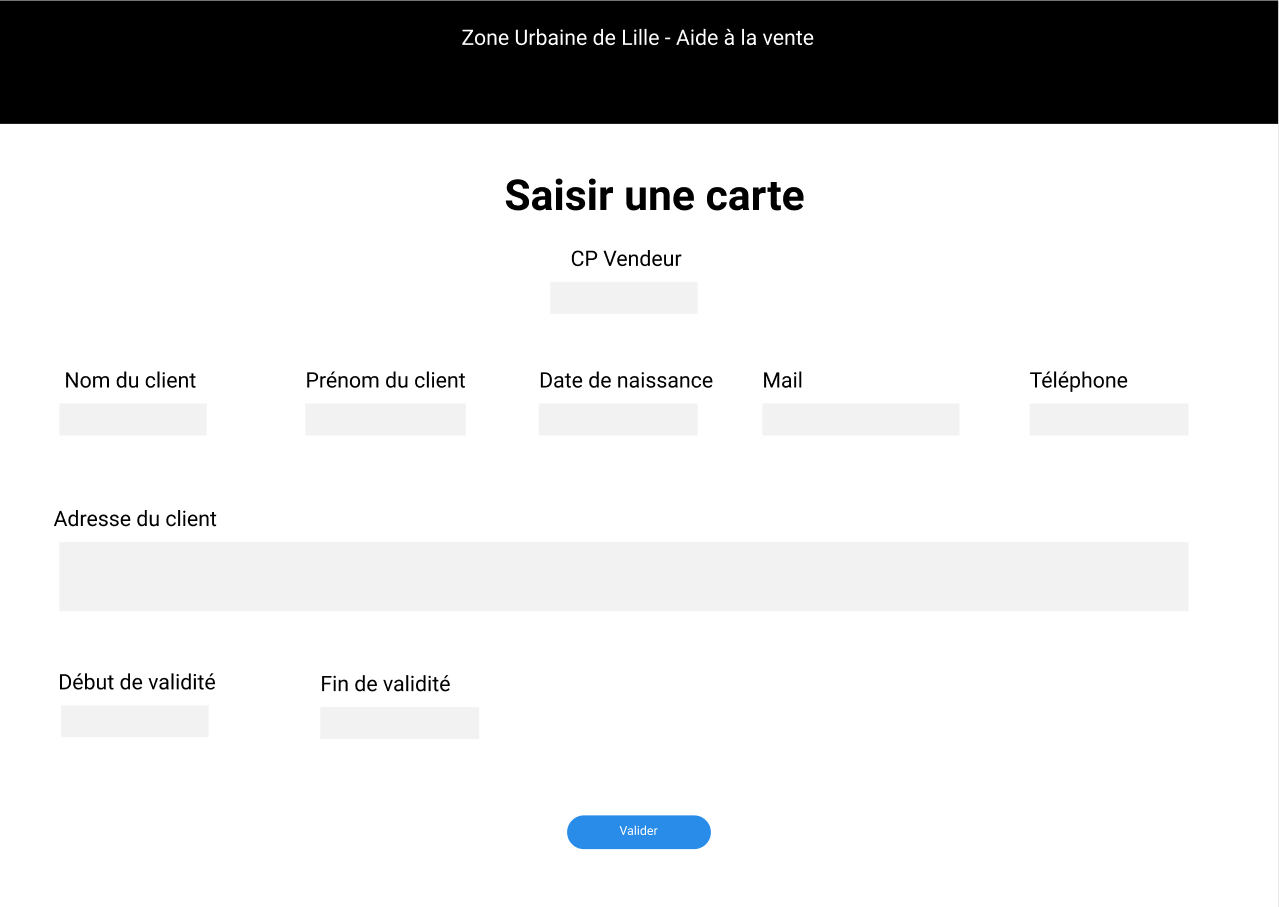 Zone Urbaine de Lille - Aide à la vente
Saisir une carte
CP Vendeur
Nom du client
Prénom du client
Date de naissance
Mail
Téléphone
Adresse du client
Début de validité
Fin de validité
Valider